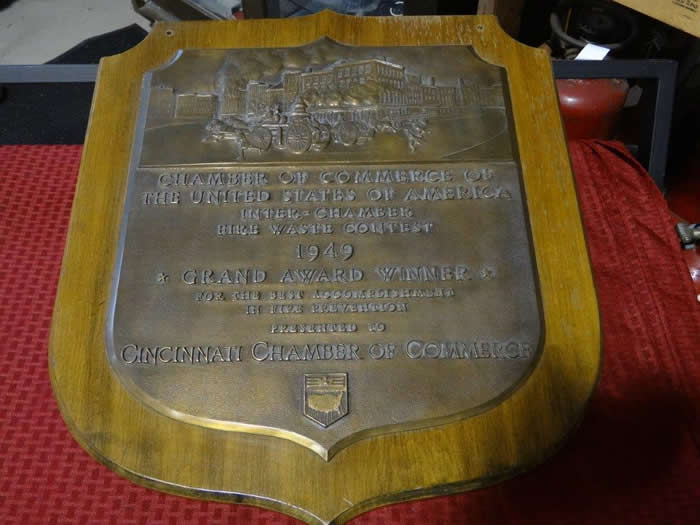 CHAMBER OF COMMERCE OF
THE UNITED STATES OF AMERICA
INTER-CHAMBER
FIRE WASTE CONTEST
1949
★ GRAND AWARD WINNER ★
FOR THE BEST ACCOMPLISHMENT
IN FIRE PREVENTION
PRESENTED TO
CINCINNATI CHAMBER OF COMMERCE